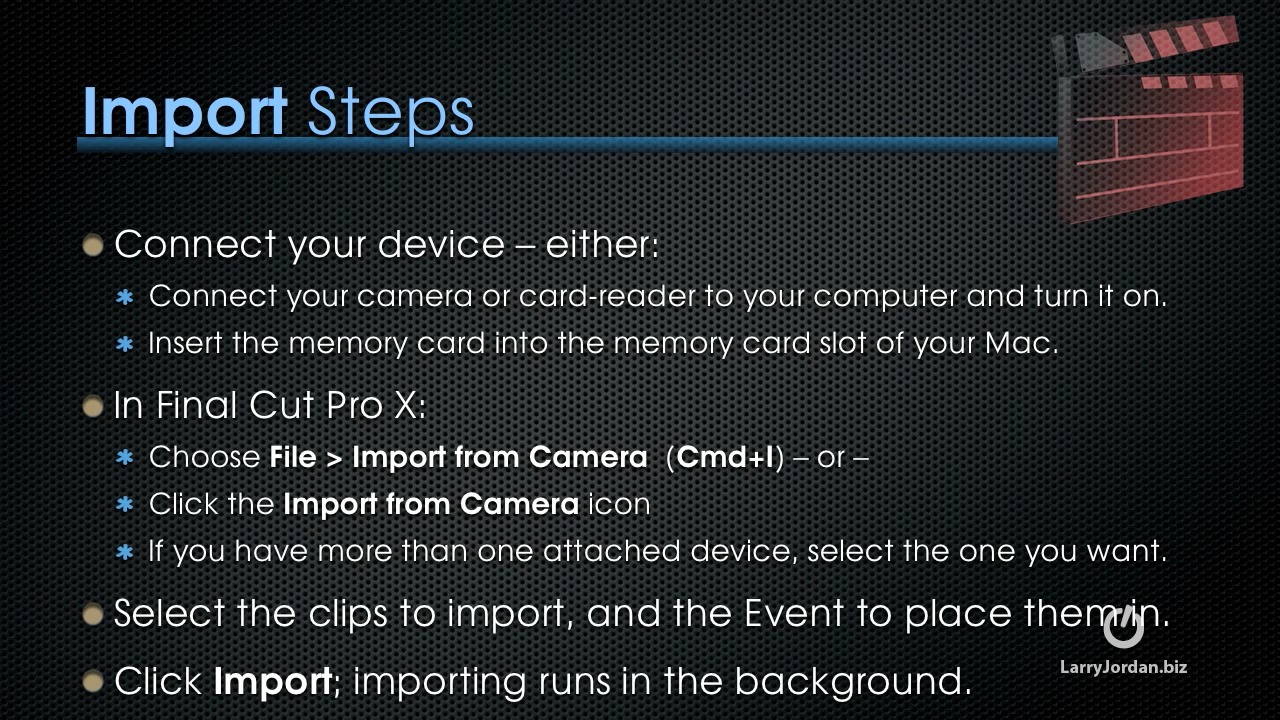 Import Steps
Connect your device – either:
Connect your camera or card-reader to your computer and turn it on.
Insert the memory card into the memory card slot of your Mac.
In Final Cut Pro X:
Choose File > Import from Camera (Cmd+I) – or –
Click the Import from Camera icon
If you have more than one attached device, select the one you want.
Select the clips to import, and the Event to place them in.
LarryJordan.biz
Click Import; importing runs in the background.